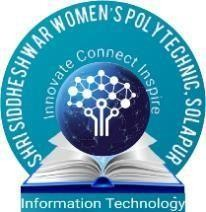 SHRI SIDDHESHWAR WOMEN'S POLYTECHNIC, SOLAPUR
Innovate Connect Inspire
Information Technology